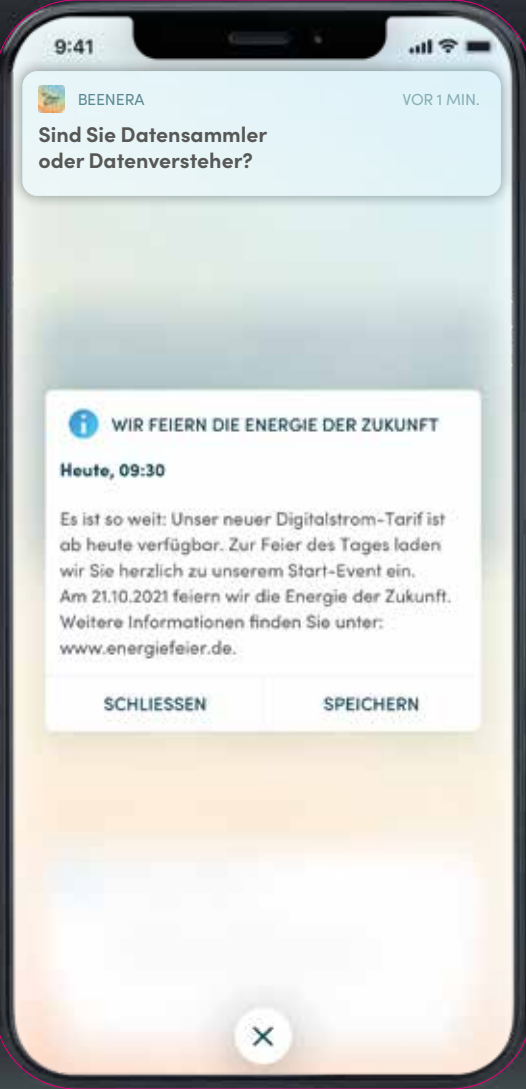 9:41
BEENERA
VOR 1 MIN.
Sind Sie Datensammler
oder Datenversteher?
WIR FEIERN DIE ENERGIE DER ZUKUNFT
Heute, 09:30
Es ist so weit: Unser neuer Digitalstrom-Tarif ist
ab heute verfügbar. Zur Feier des Tages laden
wir Sie herzlich zu unserem Start-Event ein.
Am 21.10.2021 feiern wir die Energie der Zukunft.
Weitere Informationen finden Sie unter:
www.energiefeier.de.
SCHLIESSEN
SPEICHERN